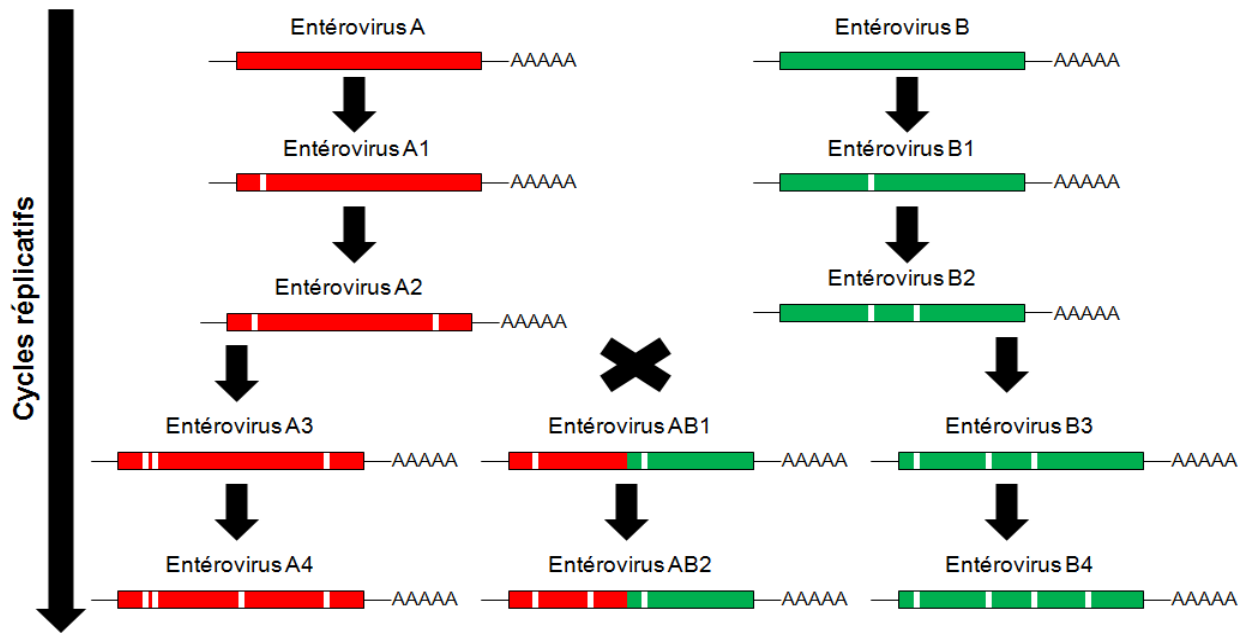 Entérovirus A
Entérovirus B
AAAAA
AAAAA
Entérovirus A1
Entérovirus B1
AAAAA
AAAAA
Entérovirus A2
Entérovirus B2
AAAAA
AAAAA
Cycles réplicatifs
Entérovirus A3
Entérovirus AB1
Entérovirus B3
AAAAA
AAAAA
AAAAA
Entérovirus A4
Entérovirus AB2
Entérovirus B4
AAAAA
AAAAA
AAAAA